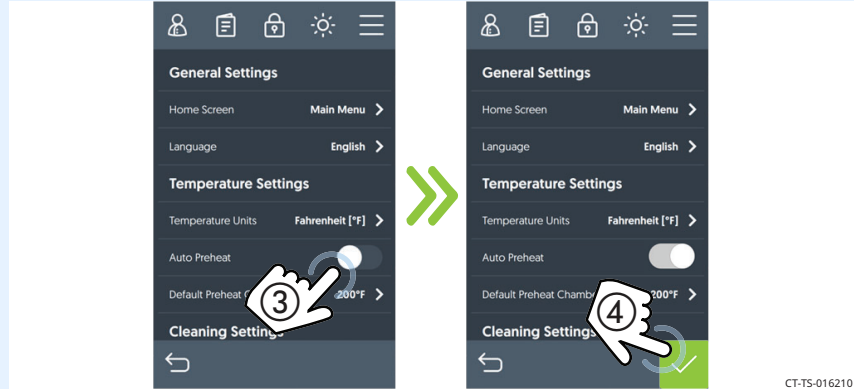 General Settings
Home Screen Main Menu
Language English
Temperature Settings
Temperature Units Fahrenheit [°F]
Auto Preheat
Default Preheat 200°F
Cleaning Settings
3
General Settings
Home Screen Main Menu
Language English
Temperature Settings
Temperature Units Fahrenheit [°F]
Auto Preheat
Default Preheat 200°F
Cleaning Settings
4
CT-TS-016210